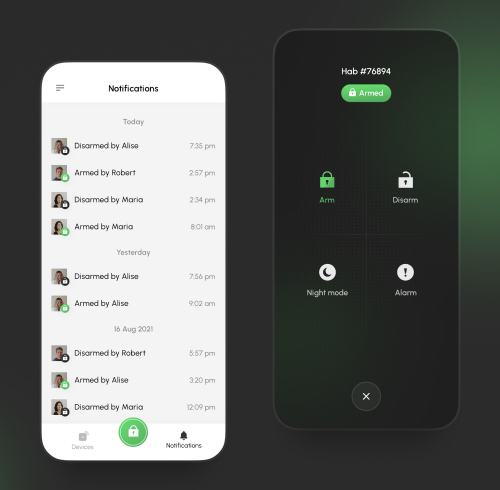 Notifications
Today
Disarmed by Alise 7:35 pm
Armed by Robert 2:57 pm
Disarmed by Maria 2:34 pm
Armed by Maria 8:01 am
Yesterday
Disarmed by Alise 7:56 pm
Armed by Alise 9:02 am
16 Aug 2021
Disarmed by Robert 5:57 pm
Armed by Alise 3:20 pm
Disarmed by Maria 12:09 pm
Devices
Notifications
Hab #76894
Armed
Arm
Disarm
Night mode
Alarm